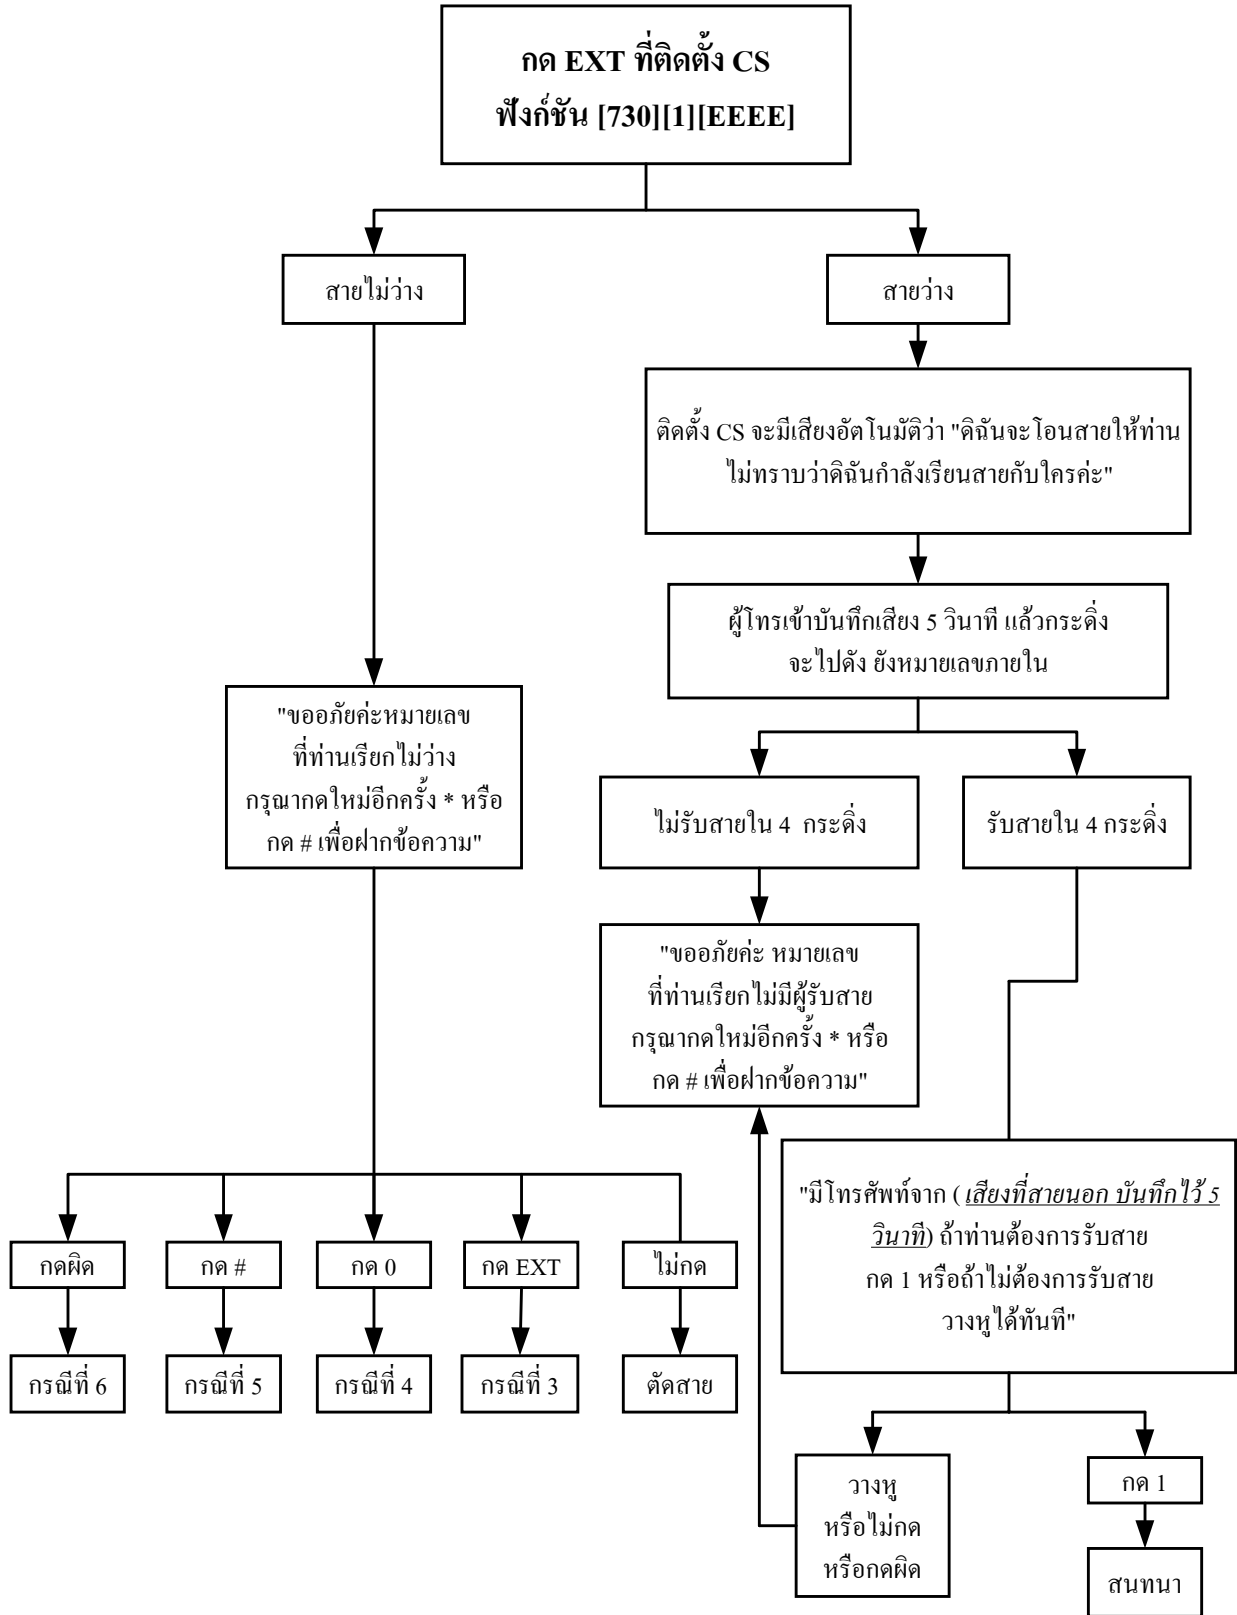 กด EXT ที่ติดตั้ง CS
ฟังก์ชัน [730][1][EEEE]
สายไม่ว่าง
สายว่าง
ติดตั้ง CS จะมีเสียงอัตโนมัติว่า "ดิฉันจะโอนสายให้ท่าน
ไม่ทราบว่าดิฉันกำลังเรียนสายกับใครค่ะ"
ผู้โทรเข้าบันทึกเสียง 5 วินาที แล้วกระดิ่ง
จะไปดัง ยังหมายเลขภายใน
"ขออภัยค่ะหมายเลข
ที่ท่านเรียกไม่ว่าง
กรุณากดใหม่อีกครั้ง * หรือ
กด # เพื่อฝากข้อความ"
ไม่รับสายใน 4 กระดิ่ง
รับสายใน 4 กระดิ่ง
"ขออภัยค่ะ หมายเลข
ที่ท่านเรียกไม่มีผู้รับสาย
กรุณากดใหม่อีกครั้ง * หรือ
กด # เพื่อฝากข้อความ"
"มีโทรศัพท์จาก ( เสียงที่สายนอก บันทึกไว้ 5
วินาที) ถ้าท่านต้องการรับสาย
กด 1 หรือถ้าไม่ต้องการรับสาย
วางหูได้ทันที"
กดผิด
กด #
กด 0
กด EXT
ไม่กด
กรณีที่ 6
กรณีที่ 5
กรณีที่ 4
กรณีที่ 3
ตัดสาย
วางหู
หรือไม่กด
หรือกดผิด
กด 1
สนทนา